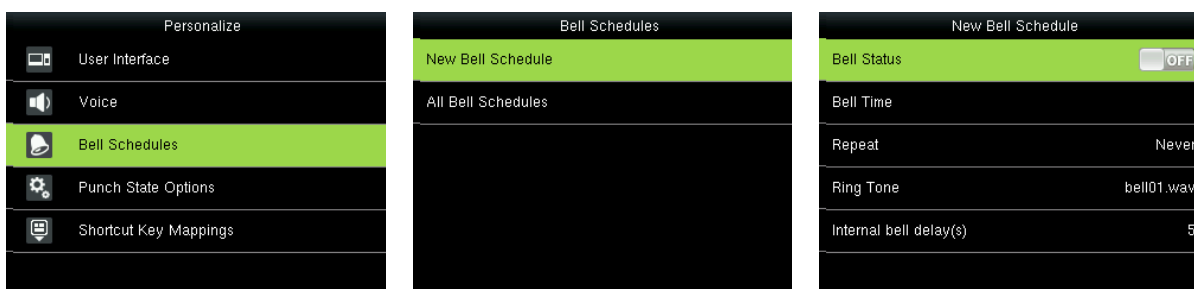 Personalize
User Interface
Voice
Bell Schedules
Punch State Options
Shortcut Key Mappings
Bell Schedules
New Bell Schedule
All Bell Schedules
New Bell Schedule
Bell Status OFF
Bell Time
Repeat Never
Ring Tone bell01.wav
Internal bell delay(s) 5